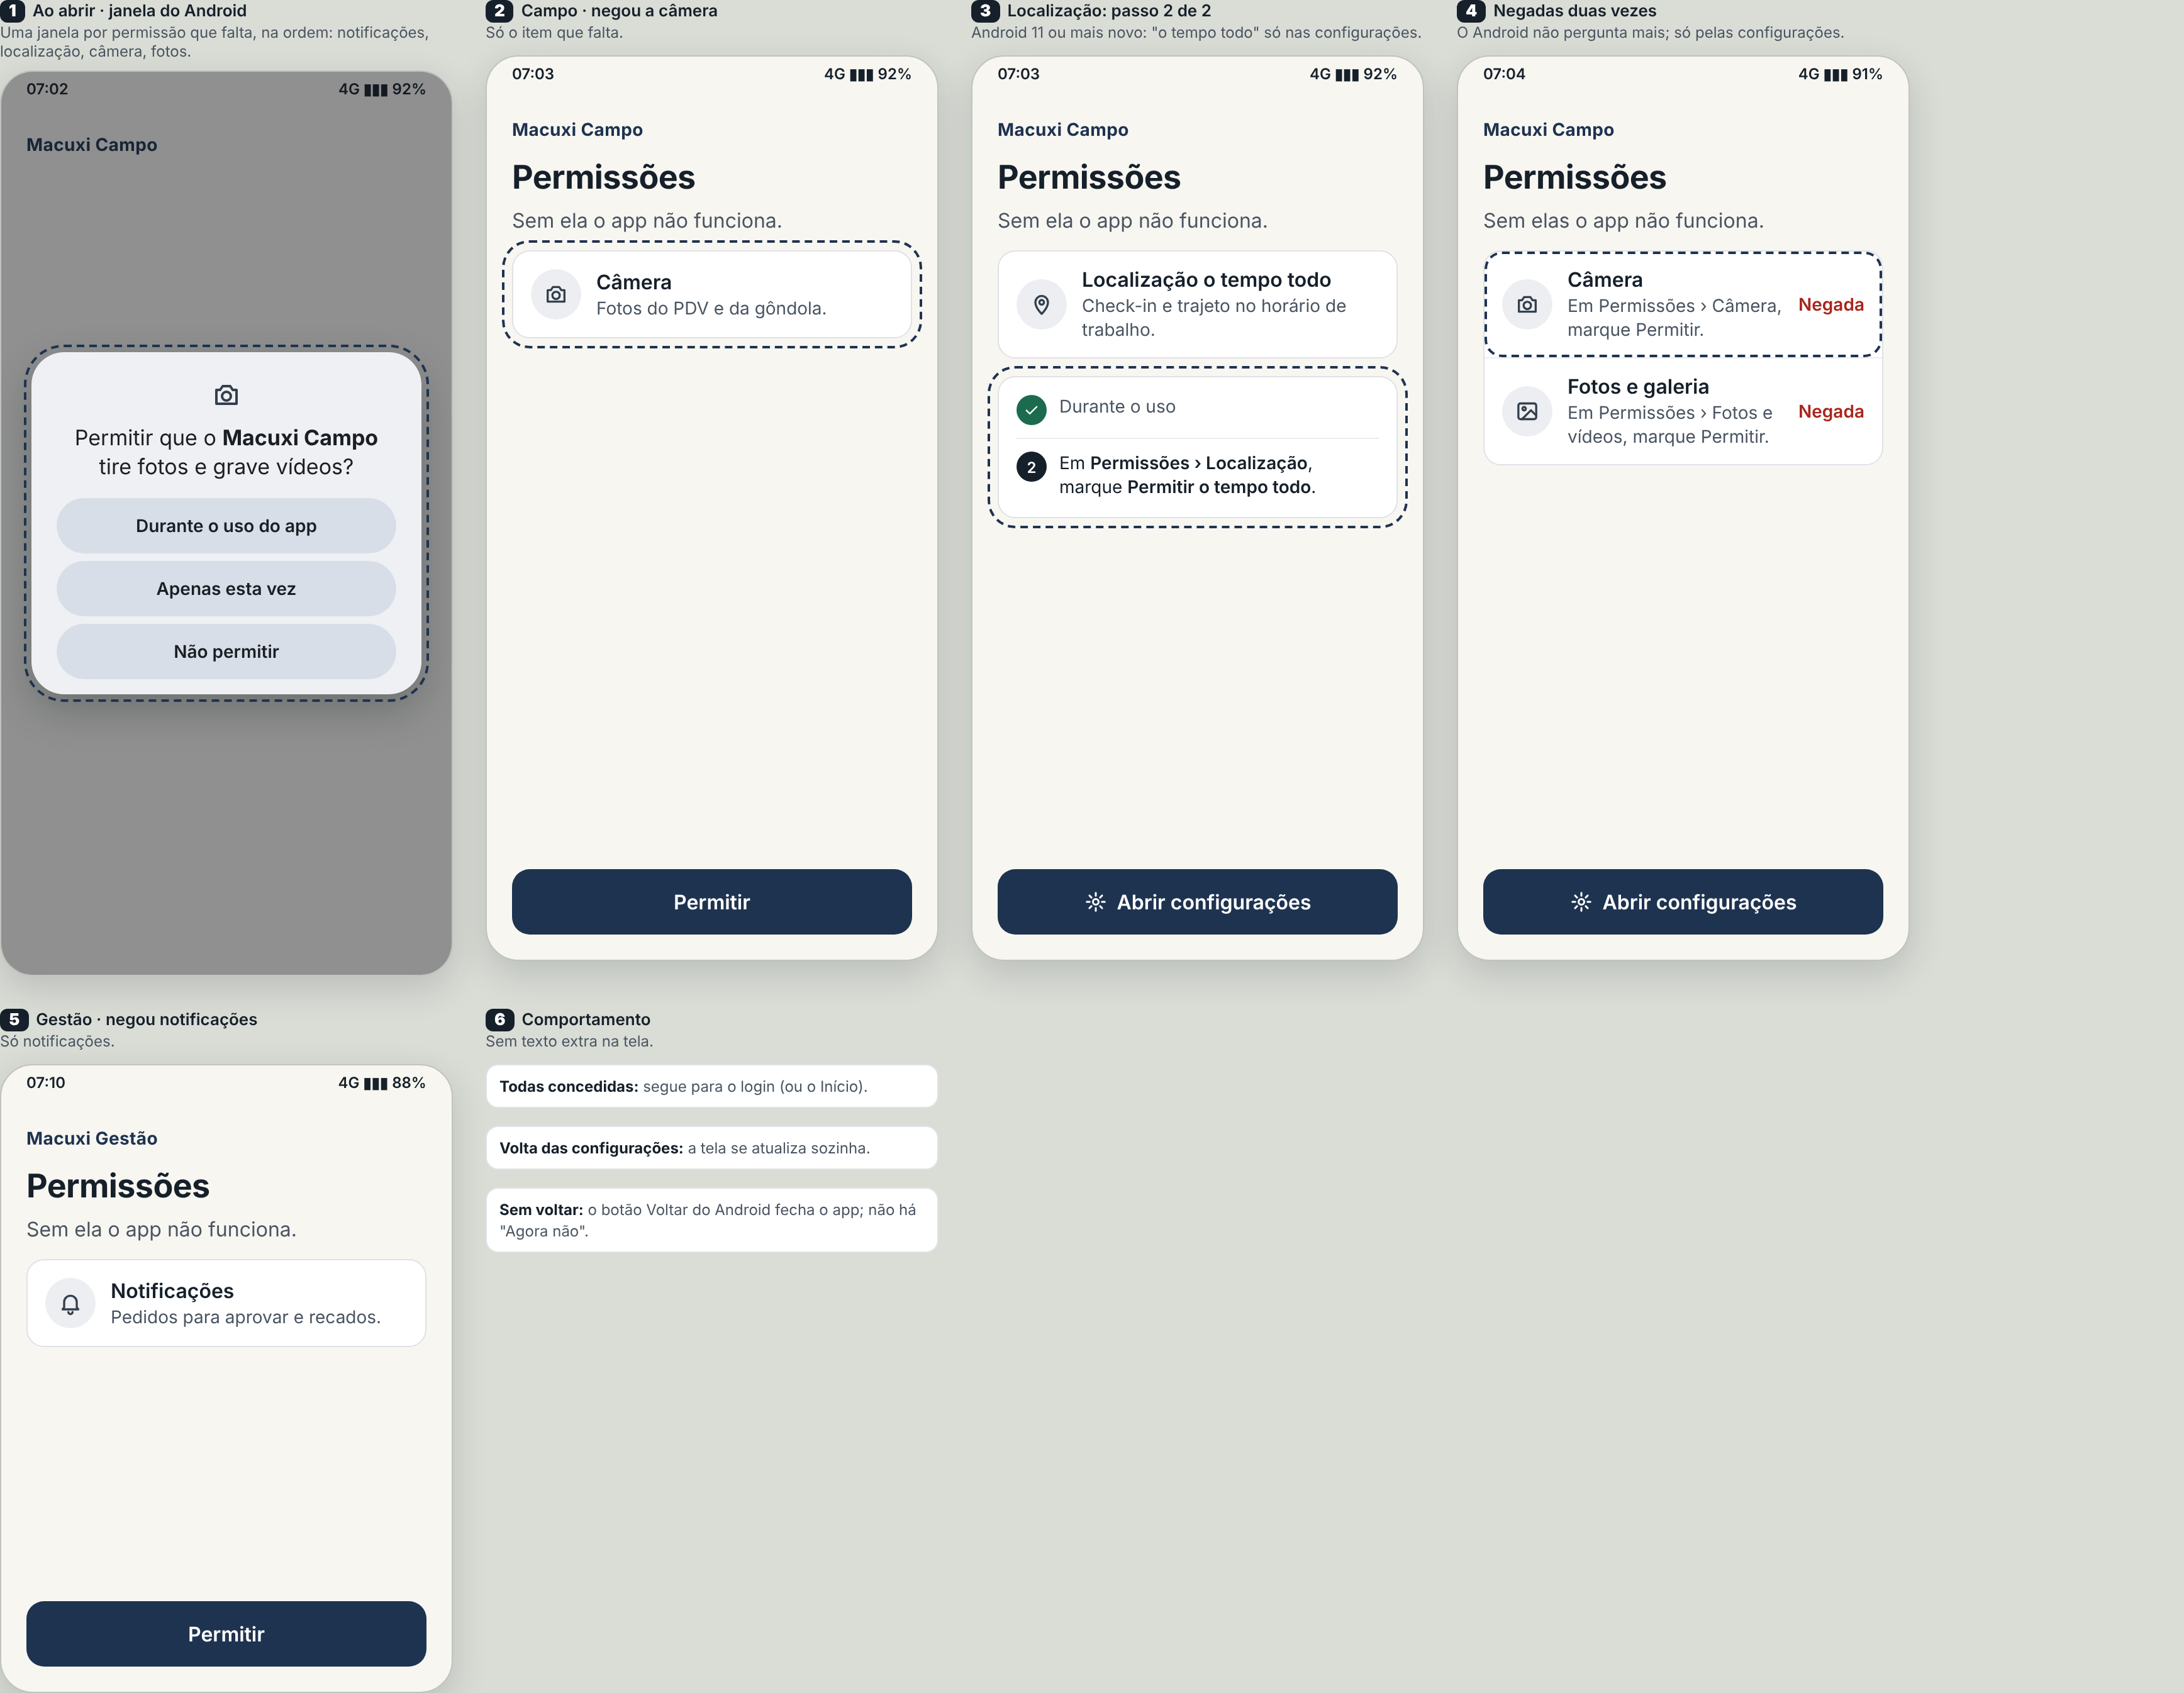 1 Ao abrir · janela do Android
Uma janela por permissão que falta, na ordem: notificações,
localização, câmera, fotos.
07:02 4G 92%
Macuxi Campo
Permitir que o Macuxi Campo
tire fotos e grave vídeos?
Durante o uso do app
Apenas esta vez
Não permitir
2 Campo · negou a câmera
Só o item que falta.
07:03 4G 92%
Macuxi Campo
Permissões
Sem ela o app não funciona.
Câmera
Fotos do PDV e da gôndola.
Permitir
3 Localização: passo 2 de 2
Android 11 ou mais novo: "o tempo todo" só nas configurações.
07:03 4G 92%
Macuxi Campo
Permissões
Sem ela o app não funciona.
Localização o tempo todo
Check-in e trajeto no horário de
trabalho.
Durante o uso
2 Em Permissões › Localização,
marque Permitir o tempo todo.
Abrir configurações
4 Negadas duas vezes
O Android não pergunta mais; só pelas configurações.
07:04 4G 91%
Macuxi Campo
Permissões
Sem elas o app não funciona.
Câmera
Em Permissões › Câmera,
marque Permitir.
Negada
Fotos e galeria
Em Permissões › Fotos e
vídeos, marque Permitir.
Negada
Abrir configurações
5 Gestão · negou notificações
Só notificações.
07:10 4G 88%
Macuxi Gestão
Permissões
Sem ela o app não funciona.
Notificações
Pedidos para aprovar e recados.
Permitir
6 Comportamento
Sem texto extra na tela.
Todas concedidas: segue para o login (ou o Início).
Volta das configurações: a tela se atualiza sozinha.
Sem voltar: o botão Voltar do Android fecha o app; não há
"Agora não".